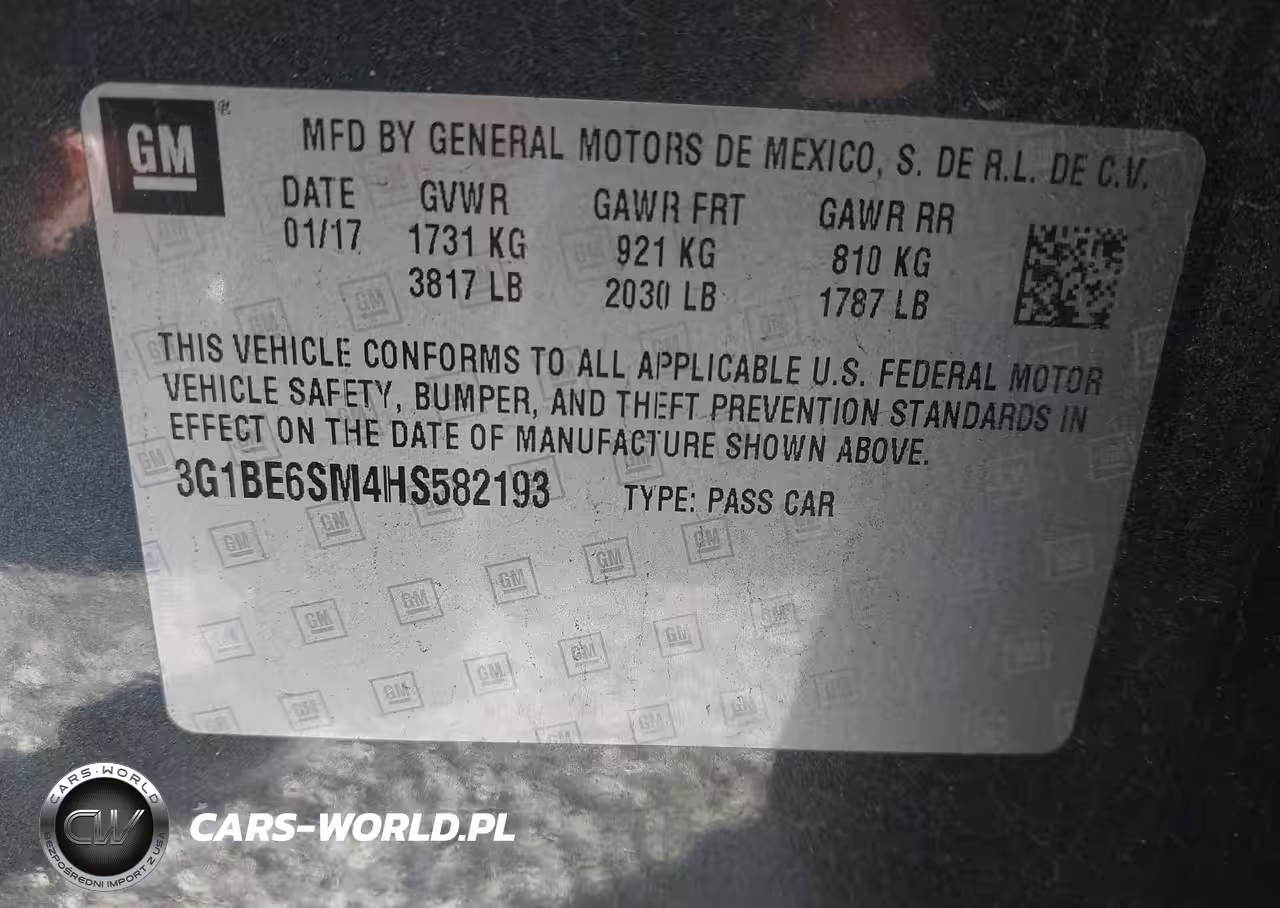 GM ®
MFD BY GENERAL MOTORS DE MEXICO, S. DE R.L. DE C.V.
DATE GVWR GAWR FRT GAWR RR
01/17 1731 KG 921 KG 810 KG
3817 LB 2030 LB 1787 LB
THIS VEHICLE CONFORMS TO ALL APPLICABLE U.S. FEDERAL MOTOR
VEHICLE SAFETY, BUMPER, AND THEFT PREVENTION STANDARDS IN
EFFECT ON THE DATE OF MANUFACTURE SHOWN ABOVE.
3G1BE6SM4HS582193 TYPE: PASS CAR
CARS-WORLD
CW
BEZPOŚREDNI IMPORT Z USA
CARS-WORLD.PL